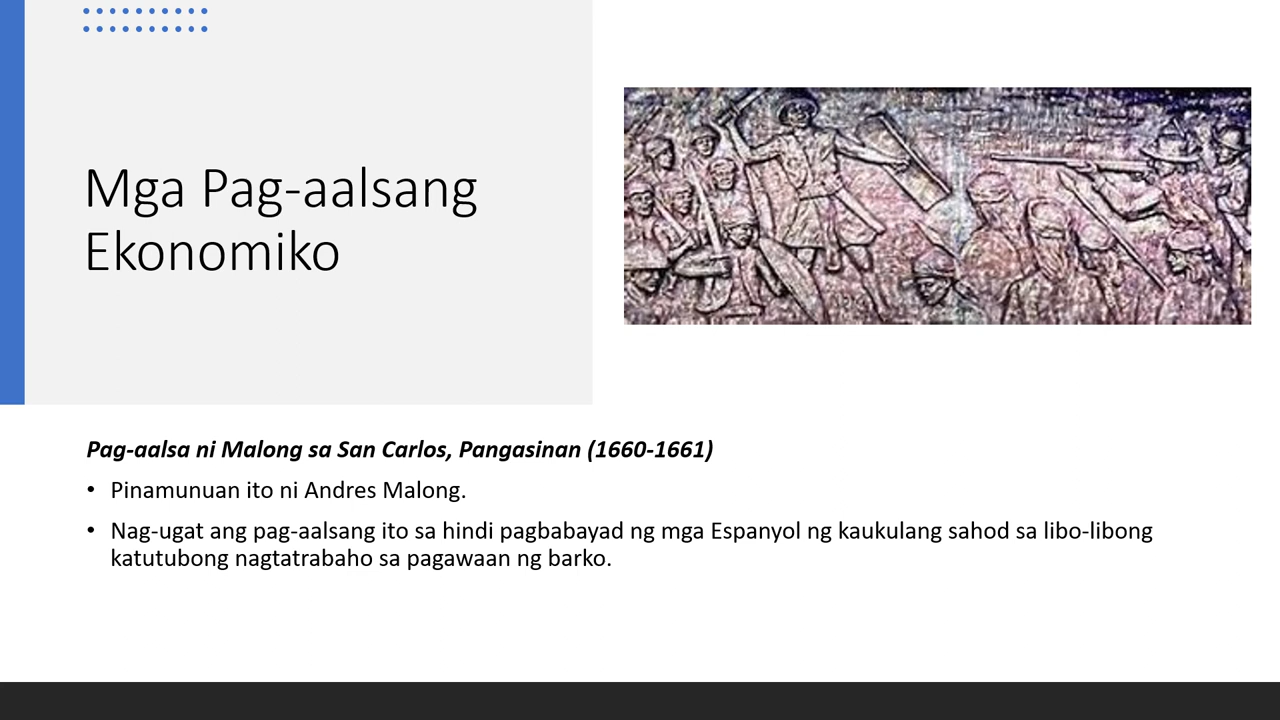 Mga Pag-aalsang
Ekonomiko
Pag-aalsa ni Malong sa San Carlos, Pangasinan (1660-1661)
• Pinamunuan ito ni Andres Malong.
• Nag-ugat ang pag-aalsang ito sa hindi pagbabayad ng mga Espanyol ng kaukulang sahod sa libo-libong
katutubong nagtatrabaho sa pagawaan ng barko.